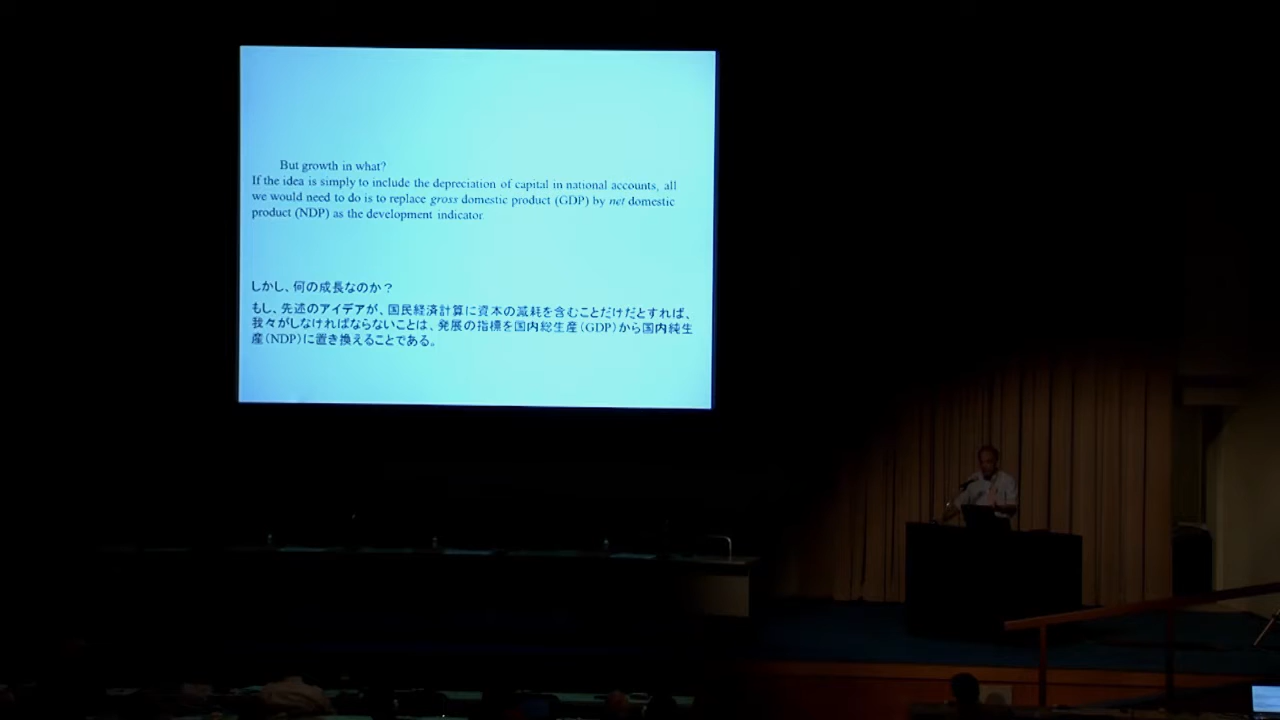 But growth in what?
If the idea is simply to include the depreciation of capital in national accounts, all
we would need to do is to replace gross domestic product (GDP) by net domestic
product (NDP) as the development indicator.
しかし、何の成長なのか？
もし、先述のアイデアが、国民経済計算に資本の減耗を含むことだけだとすれば、
我々がしなければならないことは、発展の指標を国内総生産（GDP）から国内純生
産（NDP）に置き換えることである。